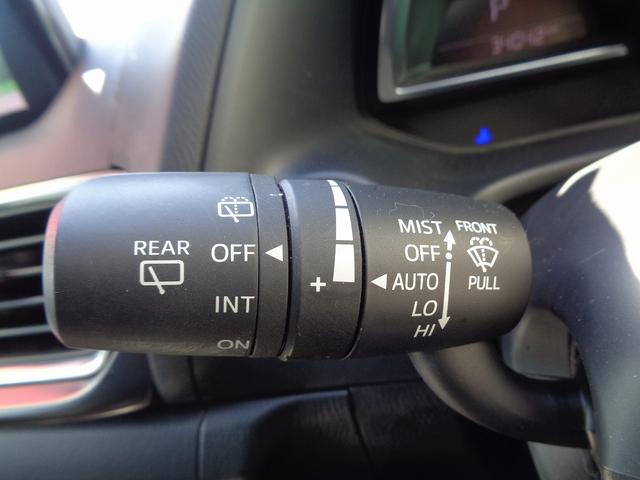 P
REAR
OFF
INT
ON
+
MIST
OFF
AUTO
LO
HI
FRONT
PULL